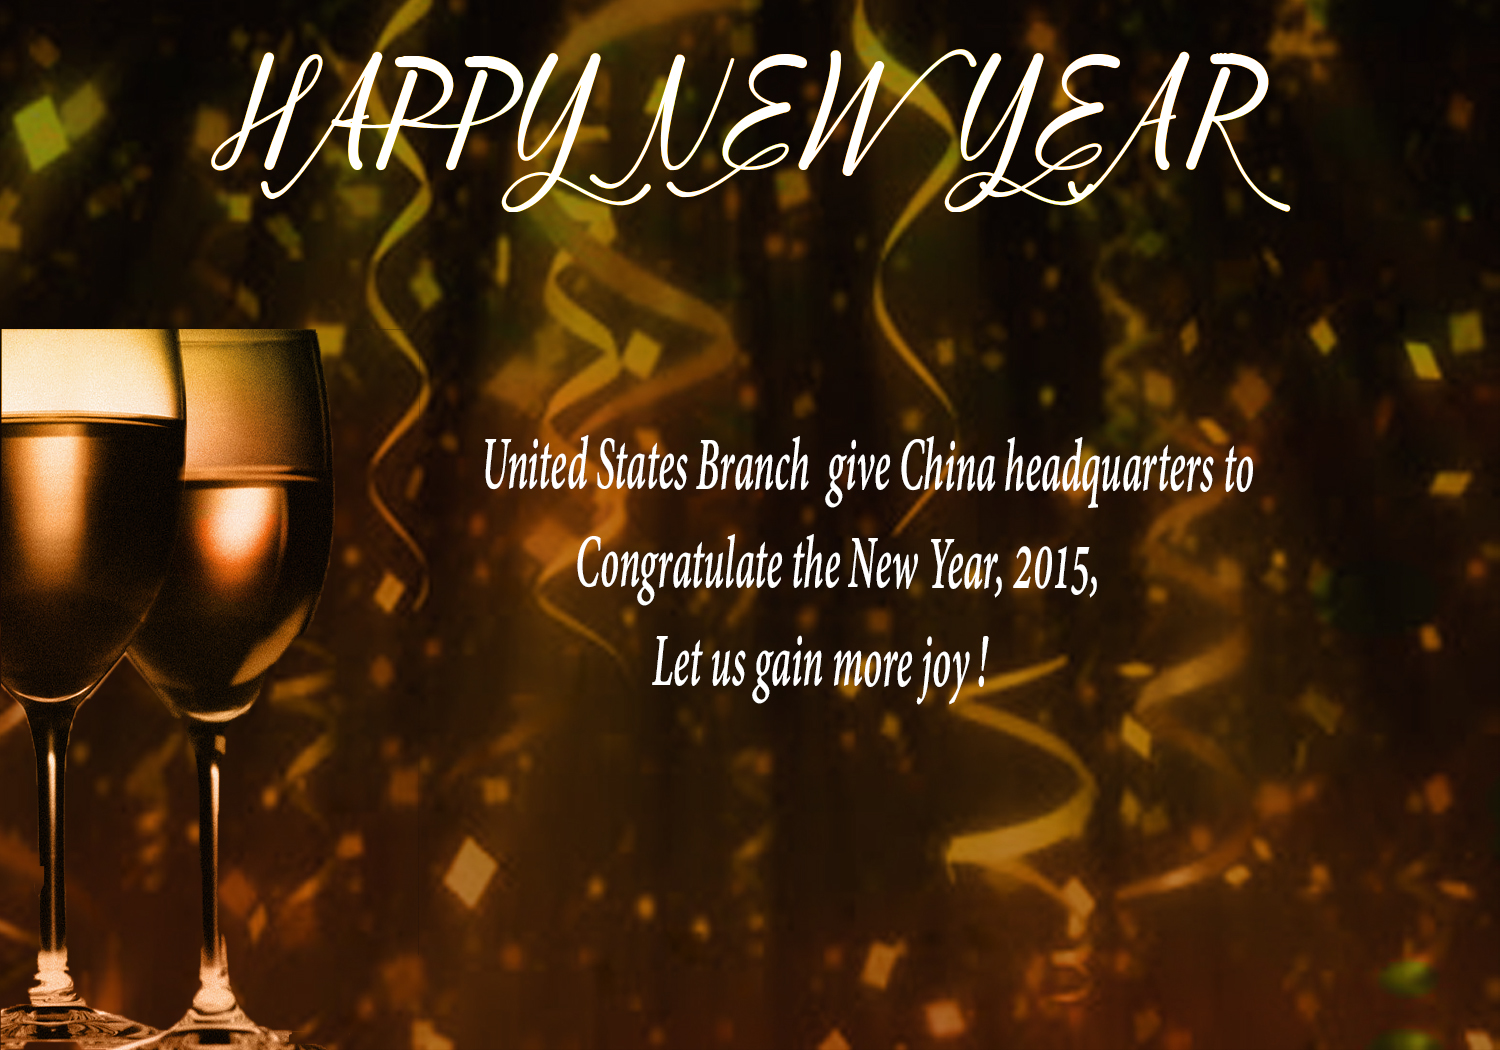 HAPPY NEW YEAR
United States Branch give China headquarters to
Congratulate the New Year, 2015,
Let us gain more joy !